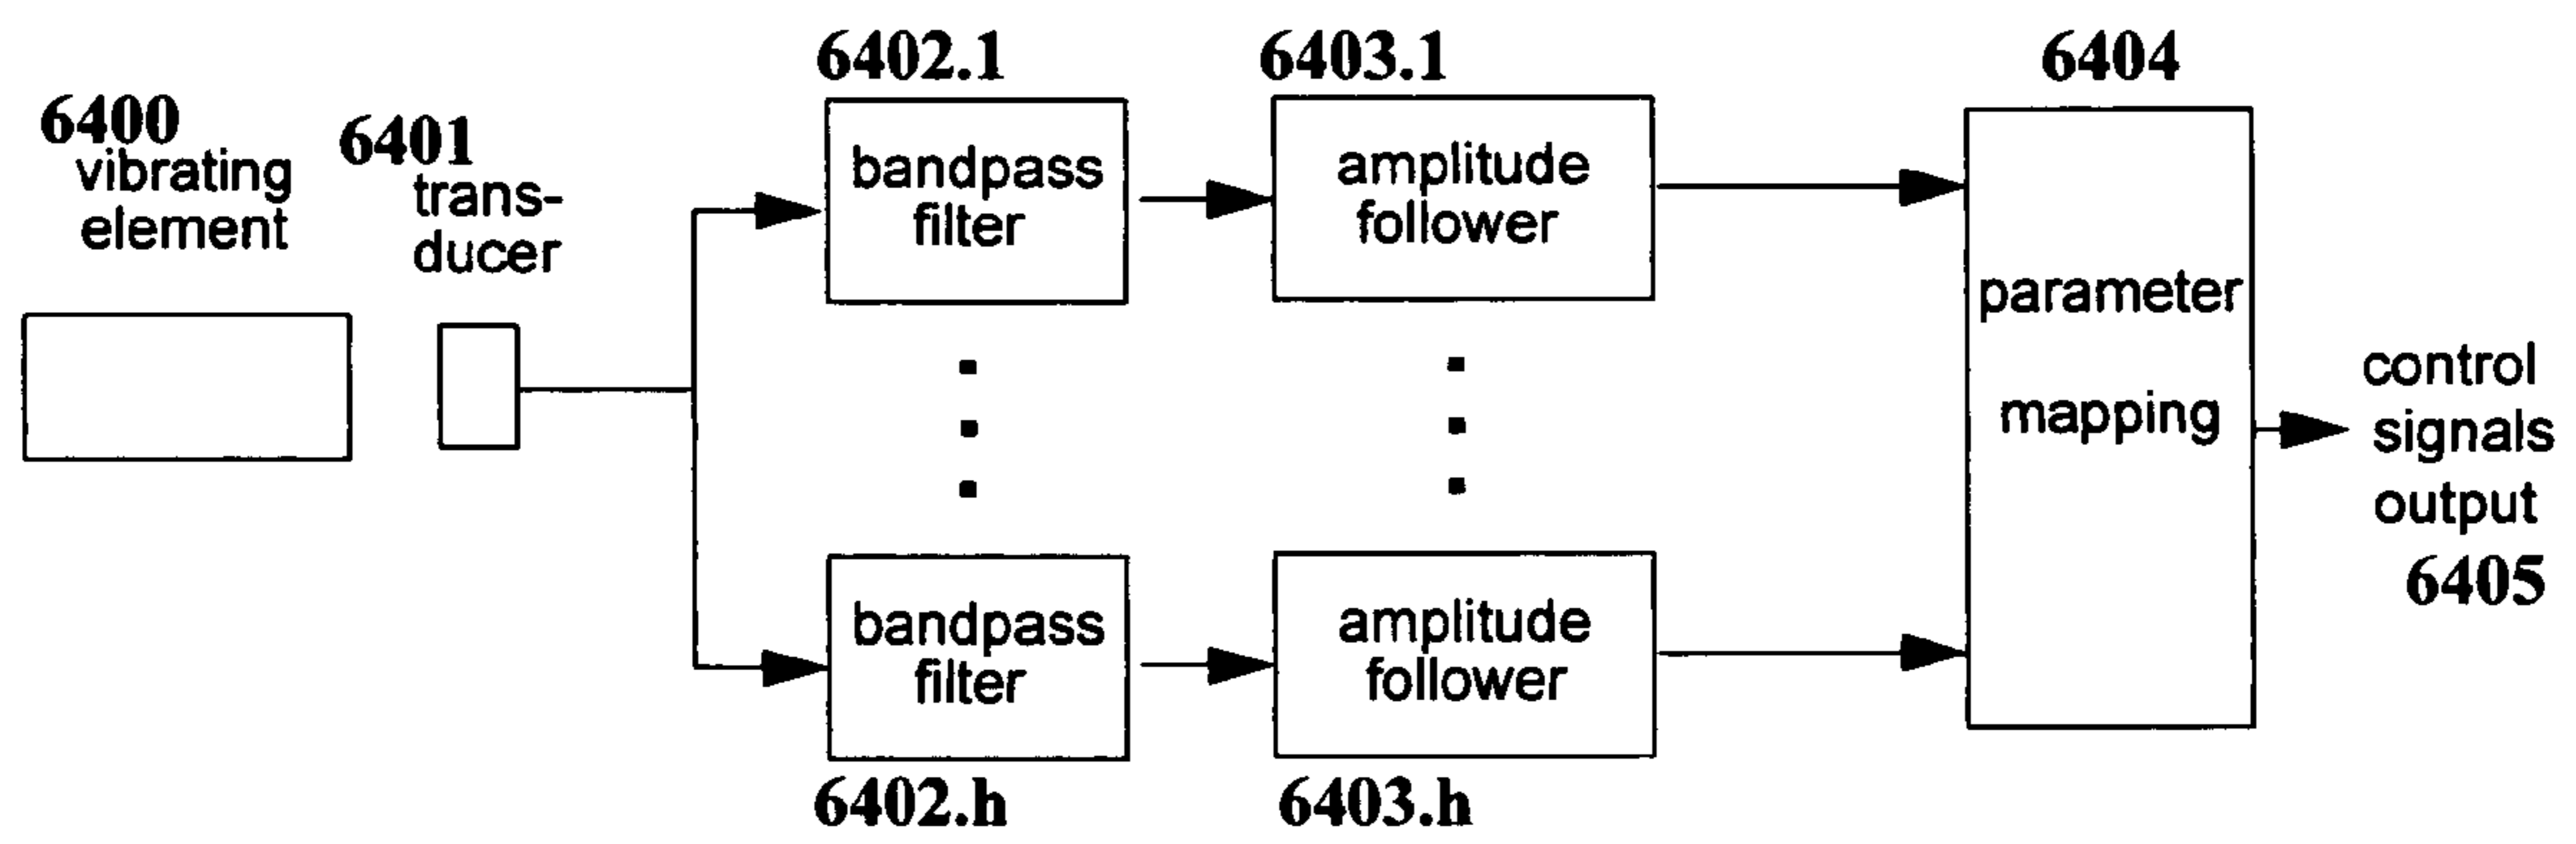 6400
vibrating
element
6401
trans-
ducer
6402.1
bandpass
filter
6403.1
amplitude
follower
6404
parameter
mapping
control
signals
output
6405
bandpass
filter
6402.h
amplitude
follower
6403.h